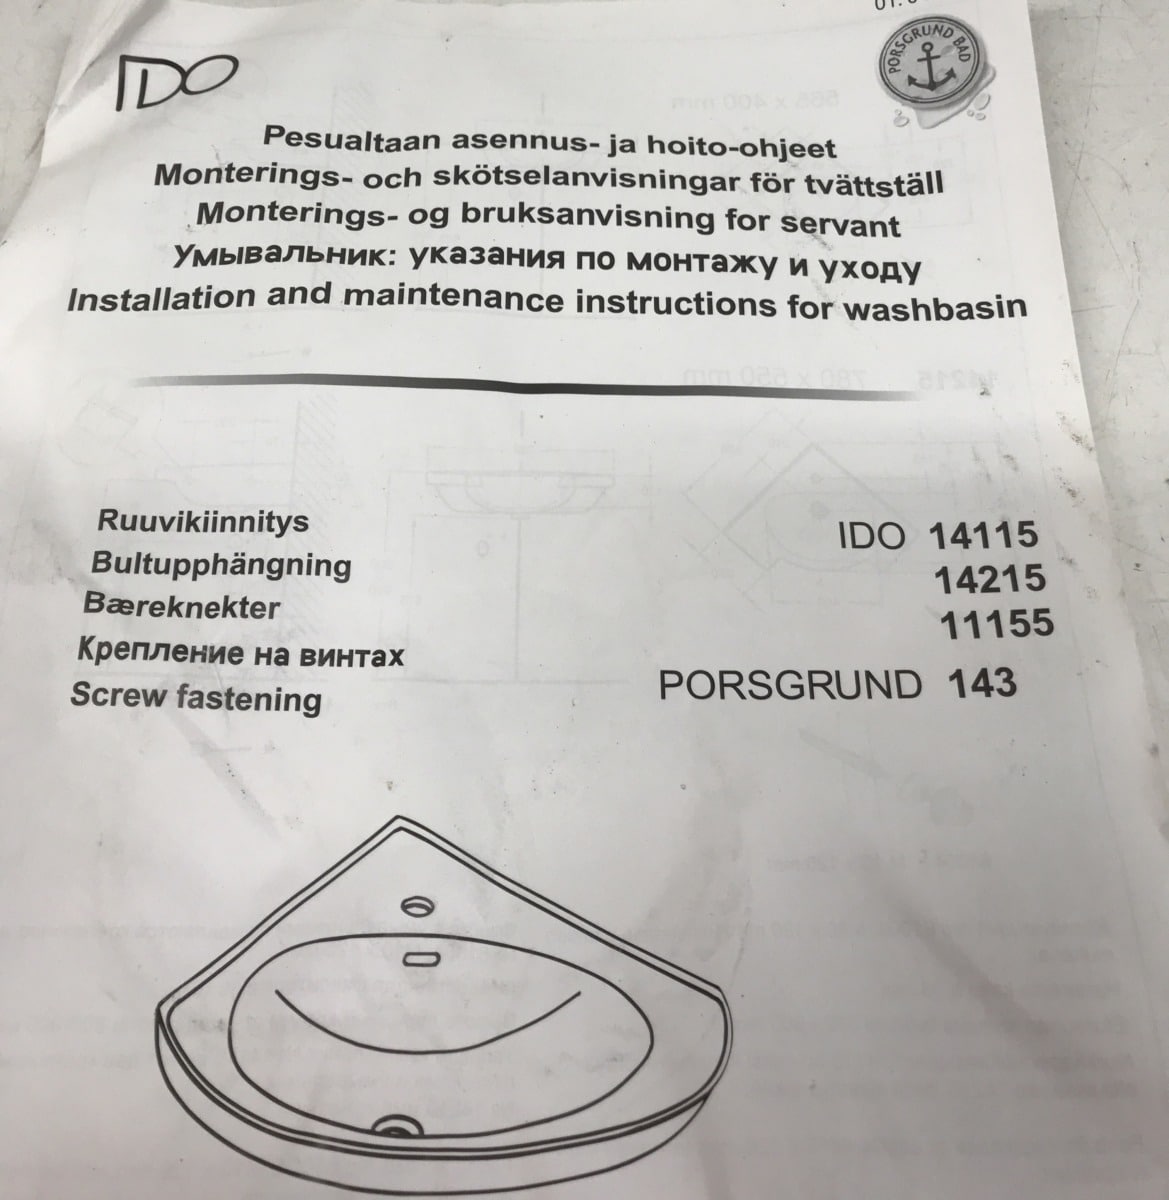 IDO
PORSGRUND BAD
Pesualtaan asennus- ja hoito-ohjeet
Monterings- och skötselanvisningar för tvättställ
Monterings- og bruksanvisning for servant
Умывальник: указания по монтажу и уходу
Installation and maintenance instructions for washbasin
Ruuvikiinnitys
Bultupphängning
Bæreknekter
Крепление на винтах
Screw fastening
IDO 14115
14215
11155
PORSGRUND 143